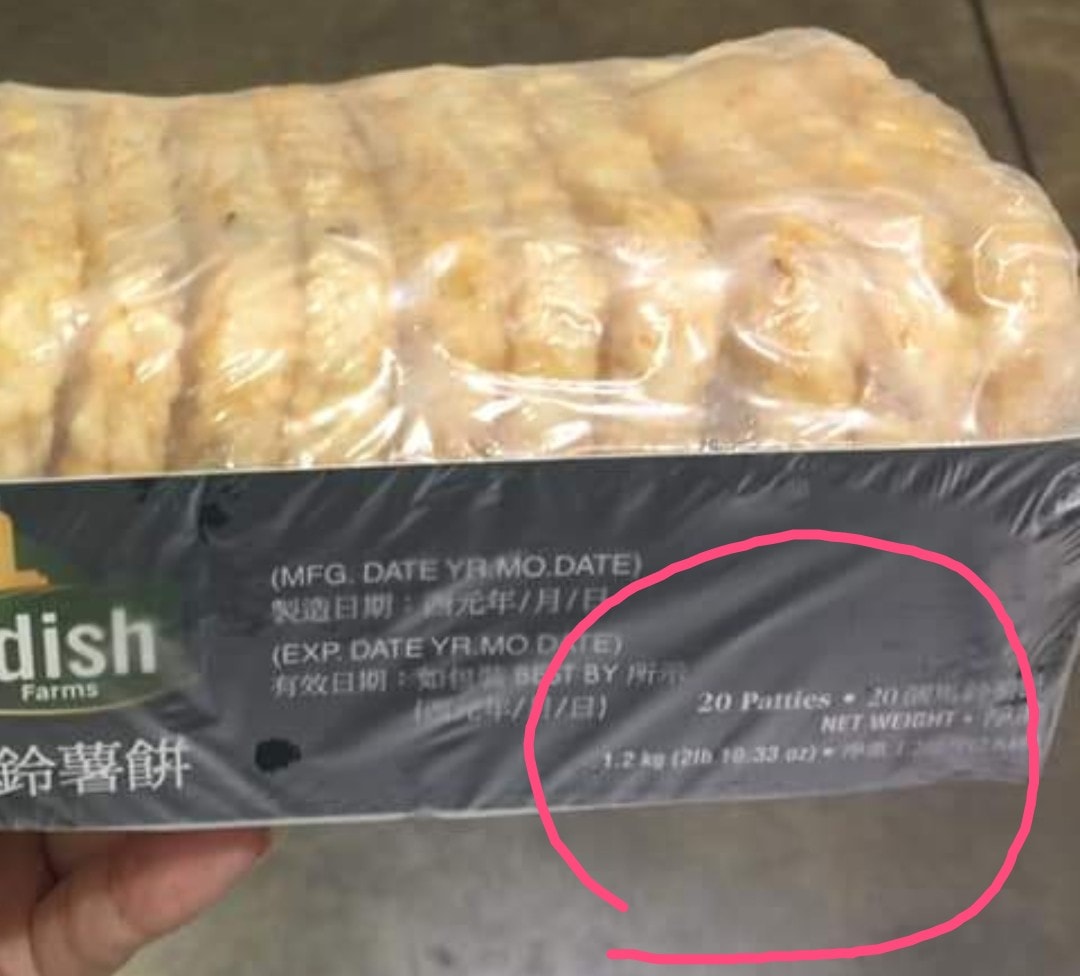 dish
Farms
鈴薯餅
(MFG. DATE YR.MO.DATE)
製造日期：西元年/月/日
(EXP. DATE YR.MO.DATE)
有效日期：如包裝 BEST BY 所示
(西元年/月/日)
20 Patties • 20
NET WEIGHT •
1.2 kg (2lb 10.33 oz) • 淨重